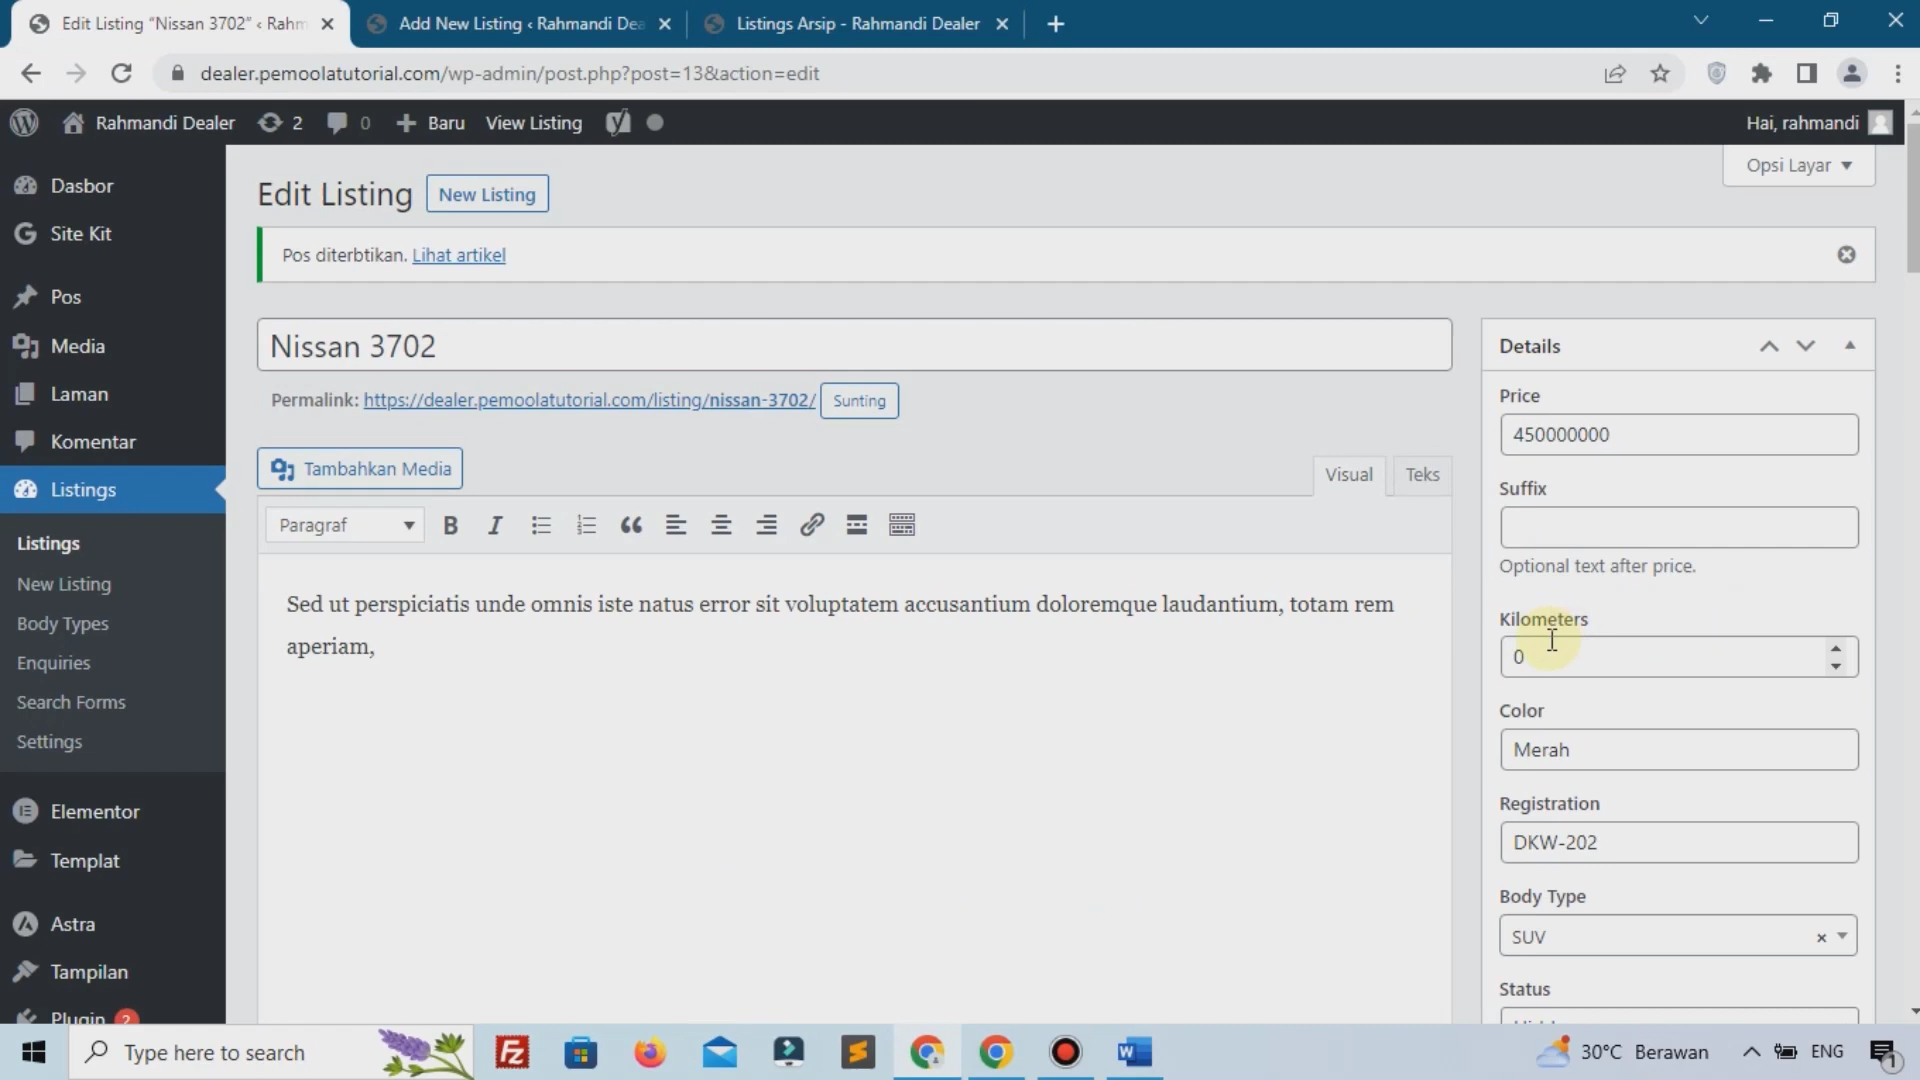 Edit Listing “Nissan 3702” ‹ Rahm
Add New Listing ‹ Rahmandi Dea
Listings Arsip - Rahmandi Dealer
dealer.pemoolatutorial.com/wp-admin/post.php?post=13&action=edit
Rahmandi Dealer
2
0
Baru
View Listing
Hai, rahmandi
Opsi Layar
Dasbor
Site Kit
Pos
Media
Laman
Komentar
Listings
Listings
New Listing
Body Types
Enquiries
Search Forms
Settings
Elementor
Templat
Astra
Tampilan
Plugin 2
Edit Listing
New Listing
Pos diterbtikan. Lihat artikel
Nissan 3702
Permalink: https://dealer.pemoolatutorial.com/listing/nissan-3702/
Sunting
Tambahkan Media
Visual
Teks
Paragraf
Sed ut perspiciatis unde omnis iste natus error sit voluptatem accusantium doloremque laudantium, totam rem
aperiam,
Details
Price
450000000
Suffix
Optional text after price.
Kilometers
0
Color
Merah
Registration
DKW-202
Body Type
SUV
Status
Type here to search
30°C Berawan
ENG
1